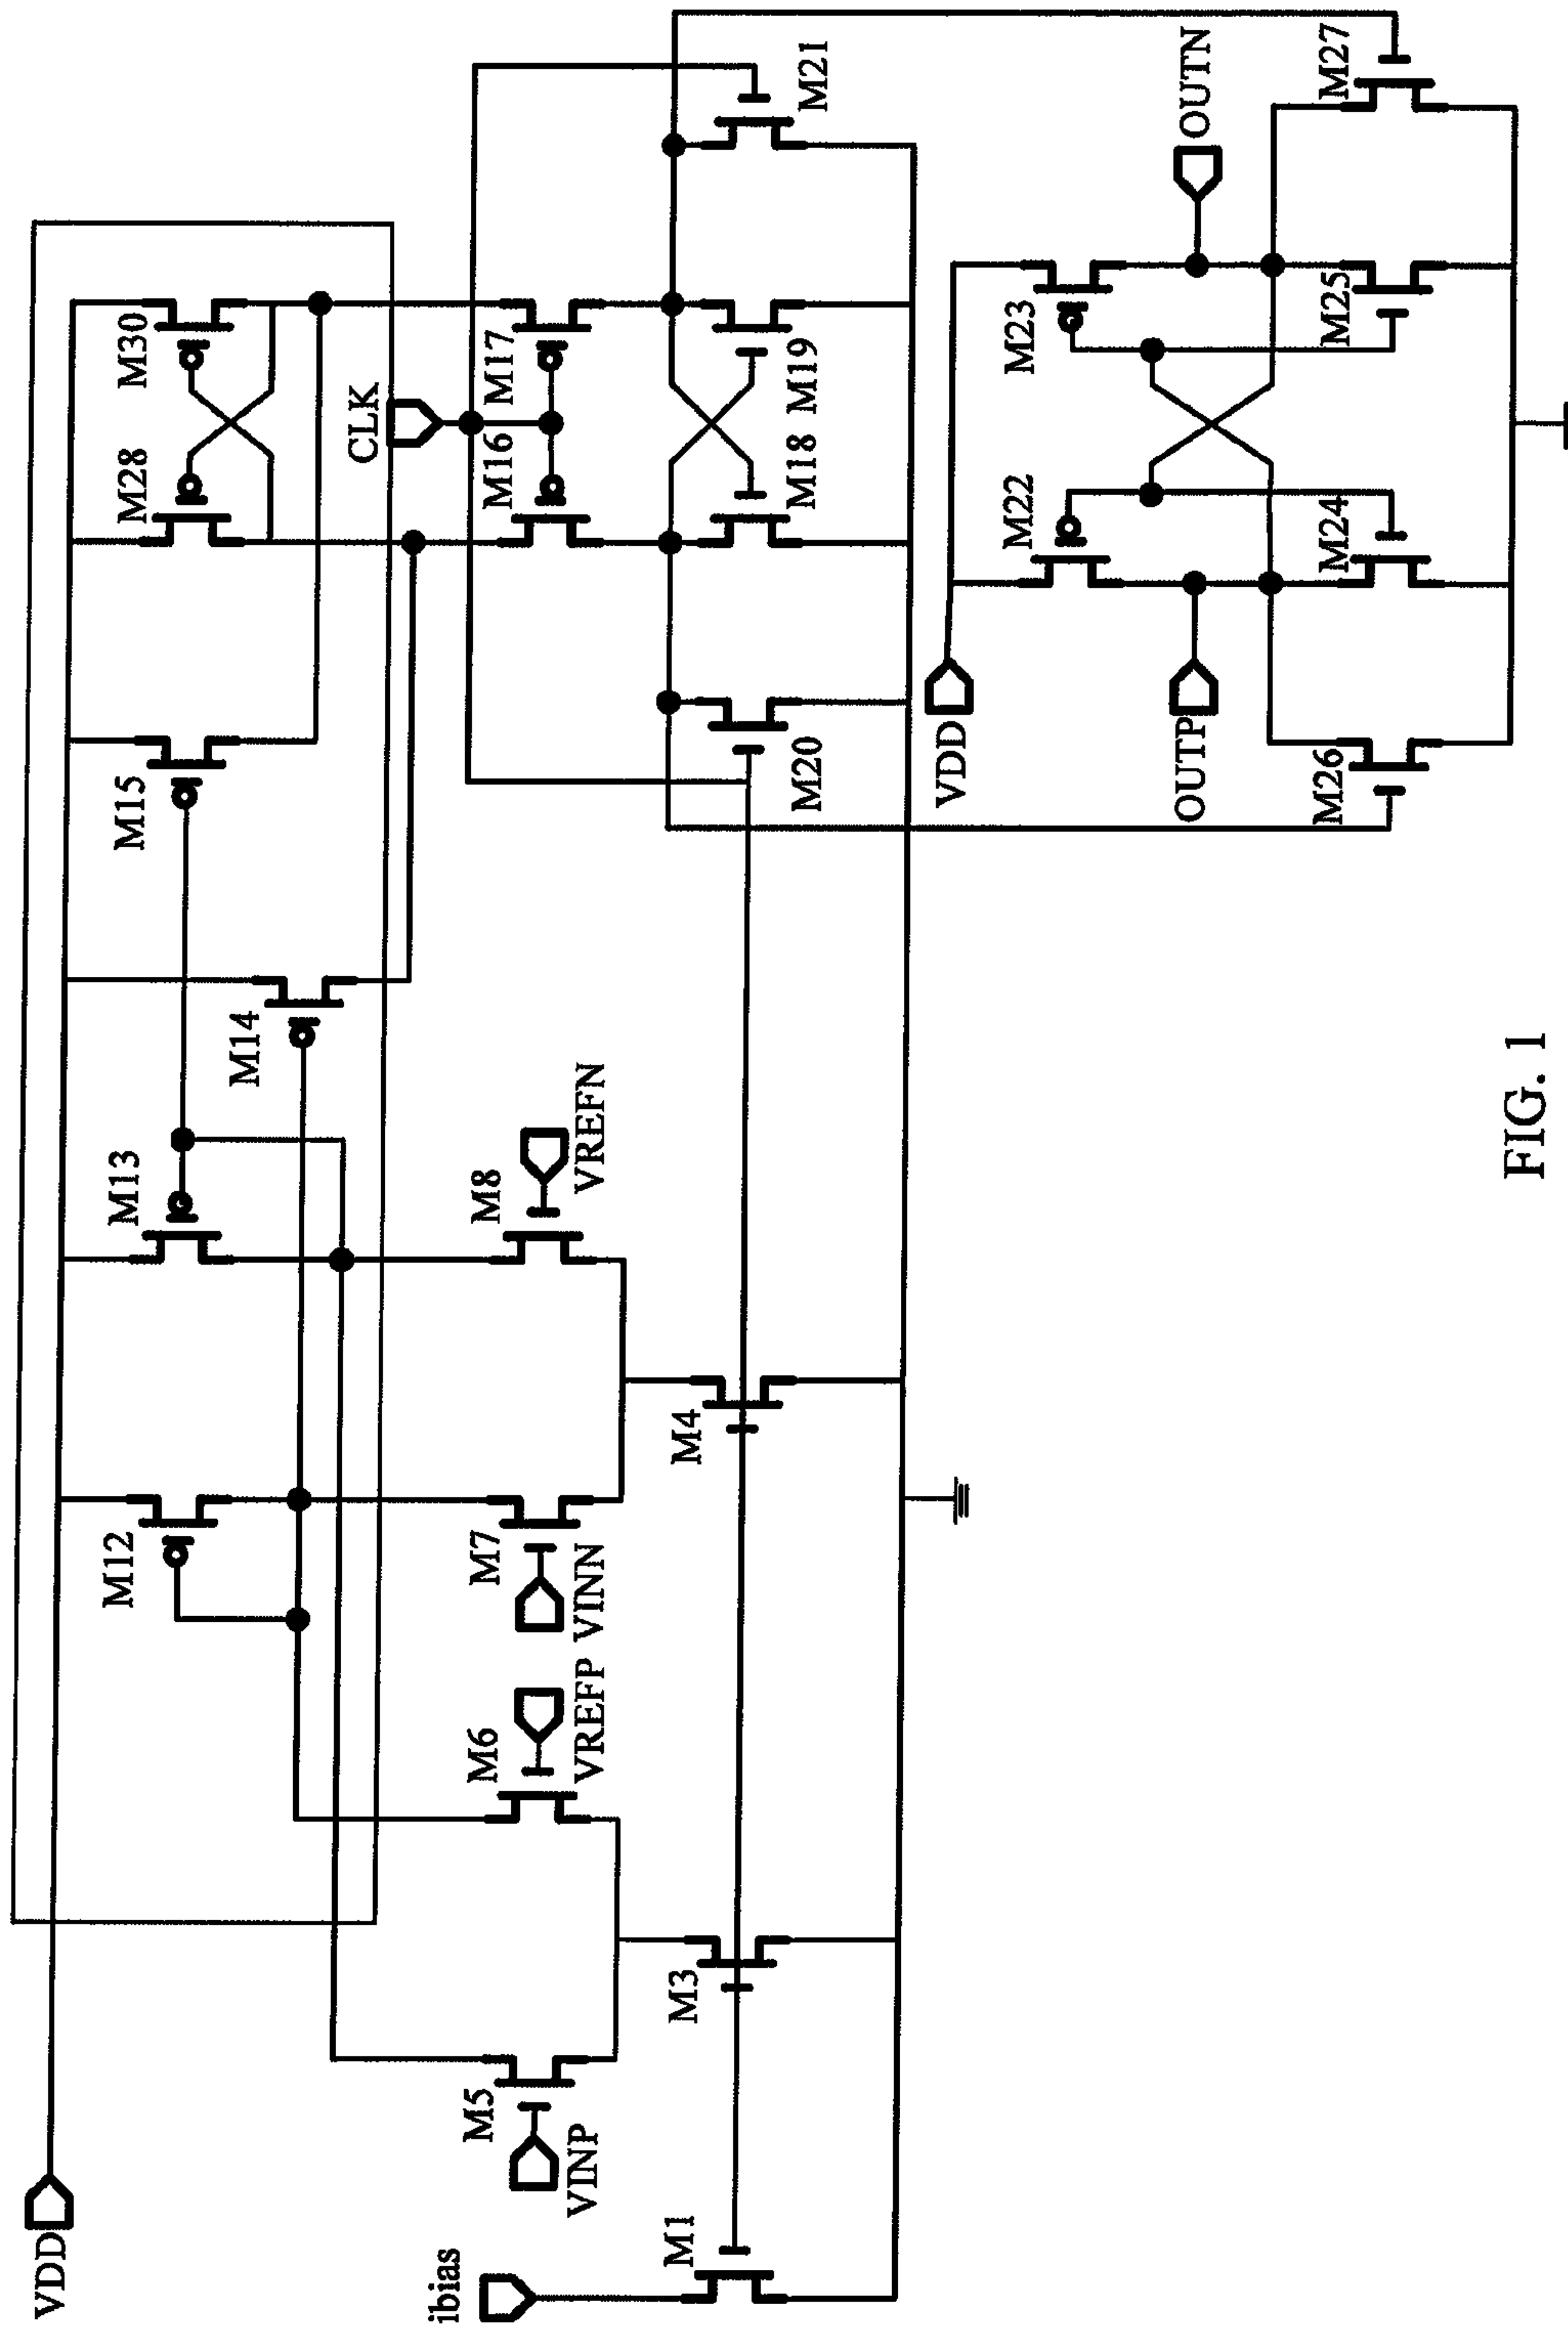 VDD
M28
M30
M15
M13
M12
M14
CLK
M16
M17
M5
VINP
M6
VREFP
M7
VINN
M8
VREFN
ibias
M1
M3
M4
M20
M18
M19
M21
VDD
M22
M23
OUTP
OUTN
M26
M24
M25
M27
FIG. 1